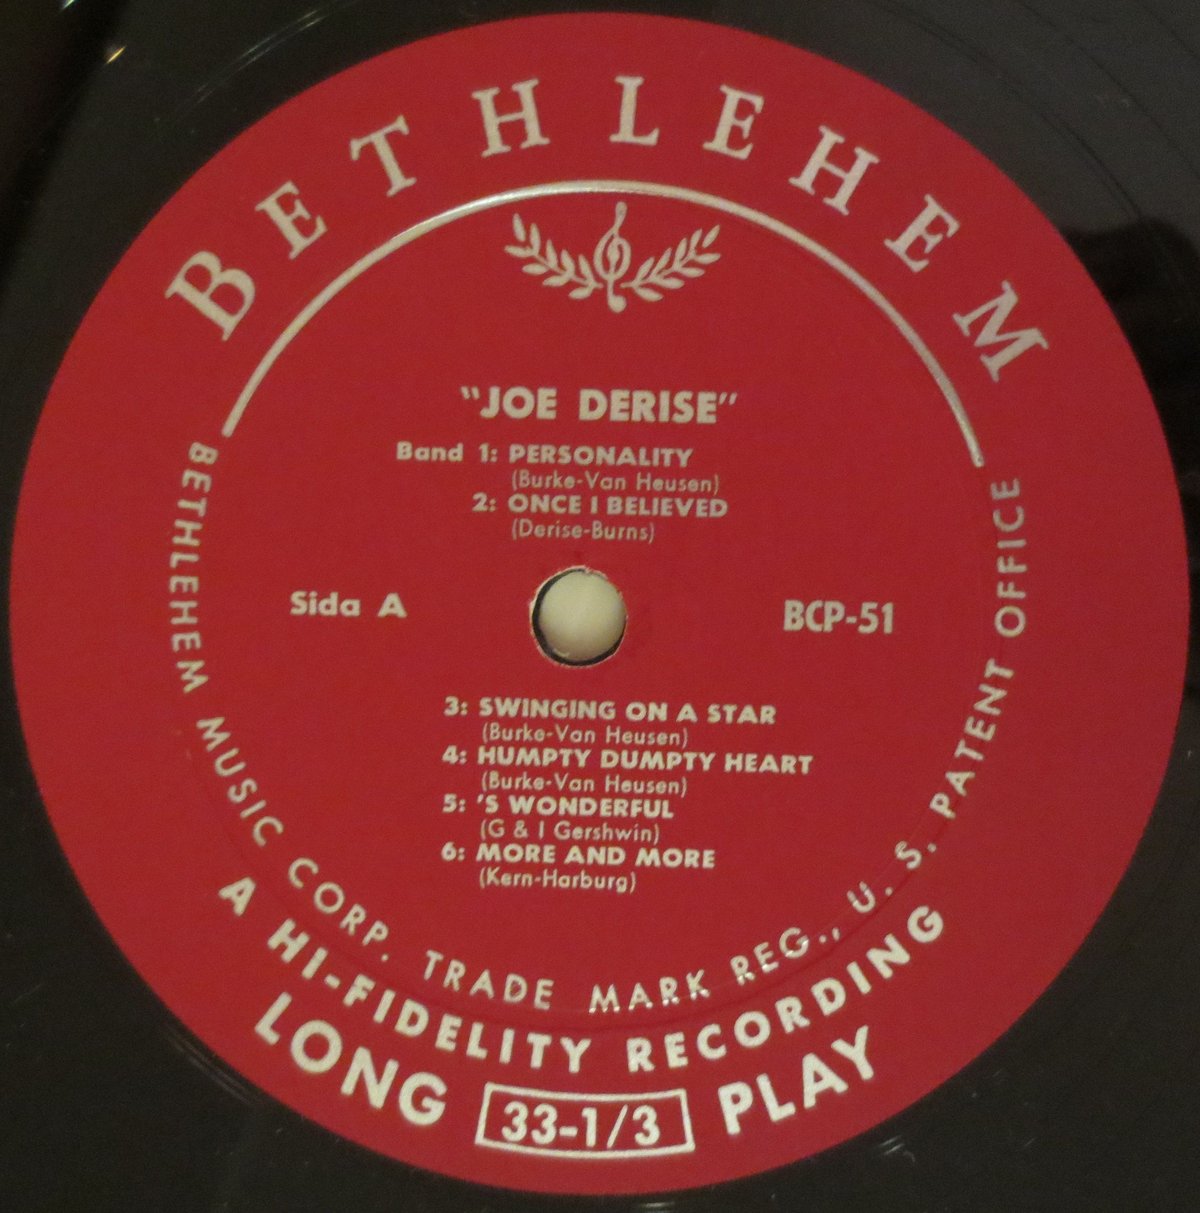 BETHLEHEM
"JOE DERISE"
Band 1: PERSONALITY
(Burke-Van Heusen)
2: ONCE I BELIEVED
(Derise-Burns)
Sida A
BCP-51
3: SWINGING ON A STAR
(Burke-Van Heusen)
4: HUMPTY DUMPTY HEART
(Burke-Van Heusen)
5: 'S WONDERFUL
(G & I Gershwin)
6: MORE AND MORE
(Kern-Harburg)
BETHLEHEM MUSIC CORP. TRADE MARK REG., U. S. PATENT OFFICE
A HI-FIDELITY RECORDING
LONG 33-1/3 PLAY